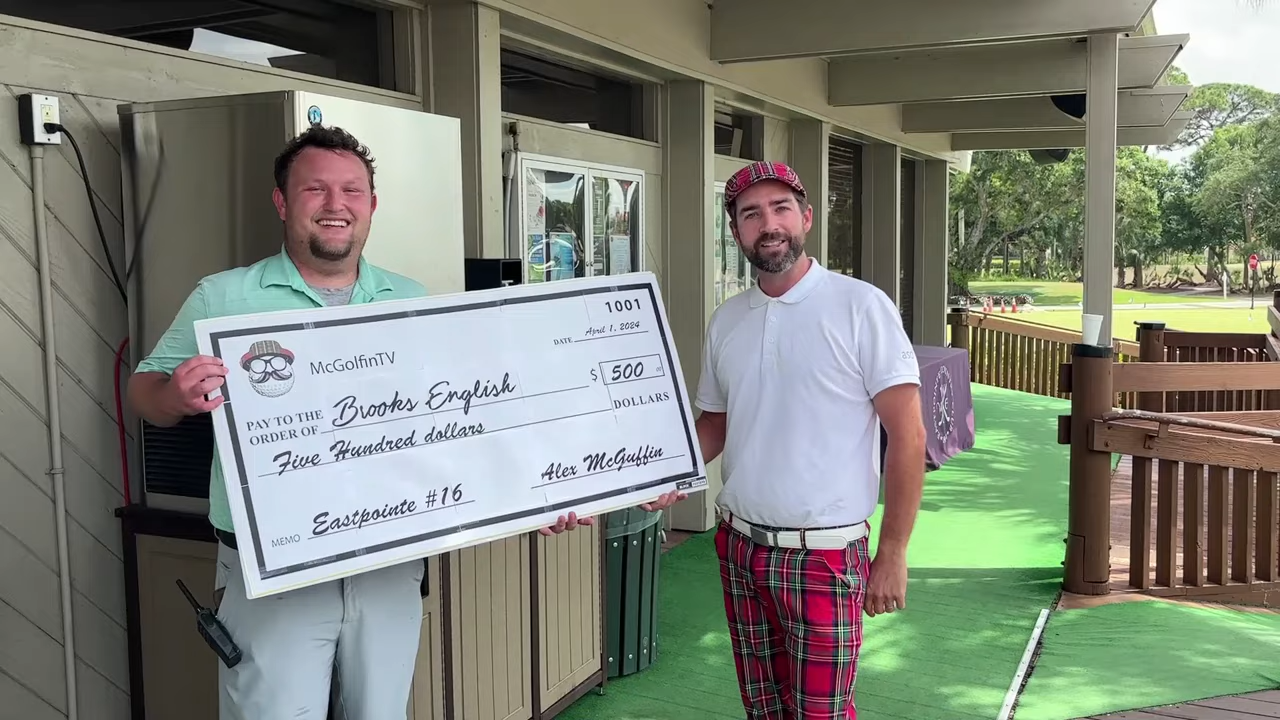 1001
McGolfinTV
DATE April 1, 2024
PAY TO THE
ORDER OF Brooks English $ 500 00
Five Hundred dollars DOLLARS
MEMO Eastpointe #16 Alex McGuffin